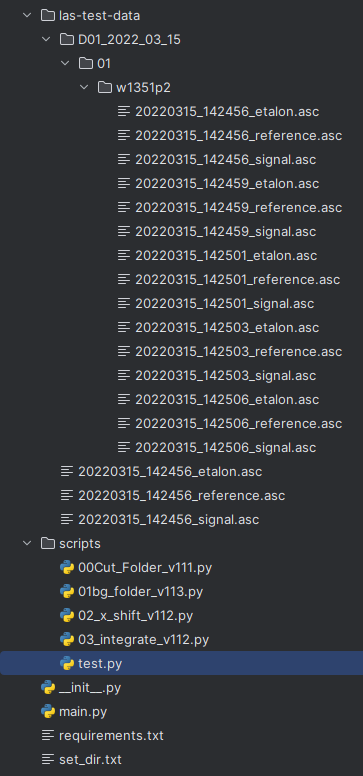 las-test-data
D01_2022_03_15
01
w1351p2
20220315_142456_etalon.asc
20220315_142456_reference.asc
20220315_142456_signal.asc
20220315_142459_etalon.asc
20220315_142459_reference.asc
20220315_142459_signal.asc
20220315_142501_etalon.asc
20220315_142501_reference.asc
20220315_142501_signal.asc
20220315_142503_etalon.asc
20220315_142503_reference.asc
20220315_142503_signal.asc
20220315_142506_etalon.asc
20220315_142506_reference.asc
20220315_142506_signal.asc
20220315_142456_etalon.asc
20220315_142456_reference.asc
20220315_142456_signal.asc
scripts
00Cut_Folder_v111.py
01bg_folder_v113.py
02_x_shift_v112.py
03_integrate_v112.py
test.py
__init__.py
main.py
requirements.txt
set_dir.txt